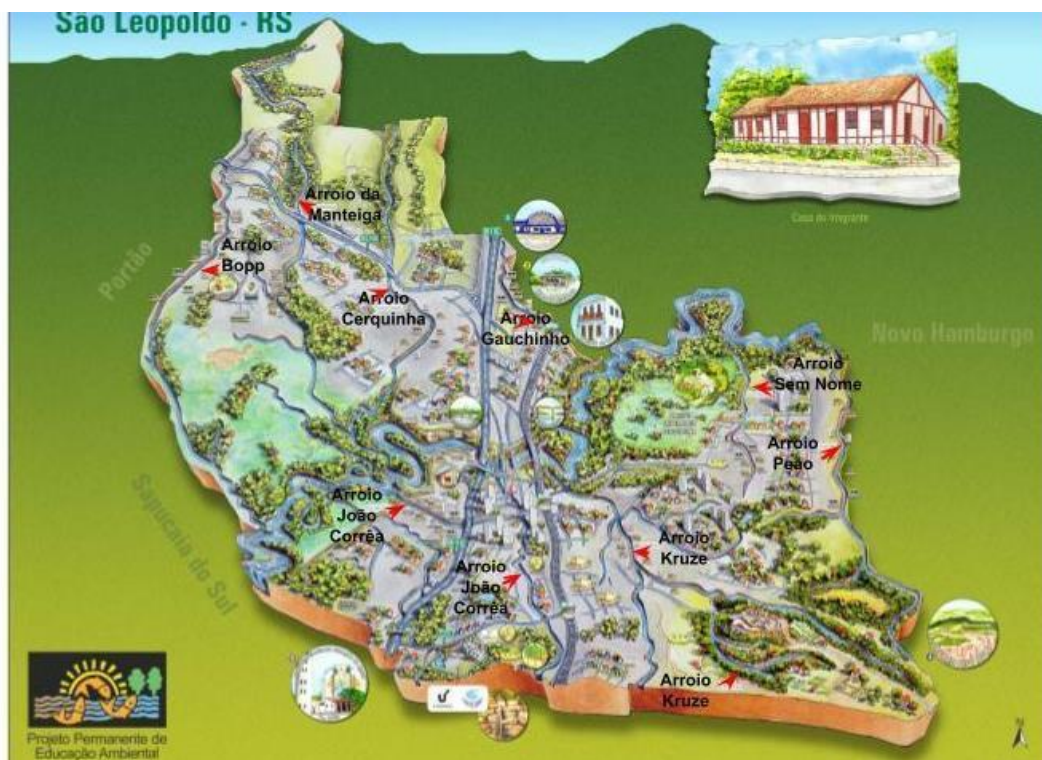 São Leopoldo - RS
Casa do Imigrante
Arroio da
Manteiga
Portão
Arroio
Bopp
Arroio
Cerquinha
Arroio
Gauchinho
Novo Hamburgo
Arroio
Sem Nome
Arroio
Peão
Sapucaia do Sul
Arroio
João
Corrêa
Arroio
Kruze
Arroio
João
Corrêa
Arroio
Kruze
Projeto Permanente de
Educação Ambiental
N